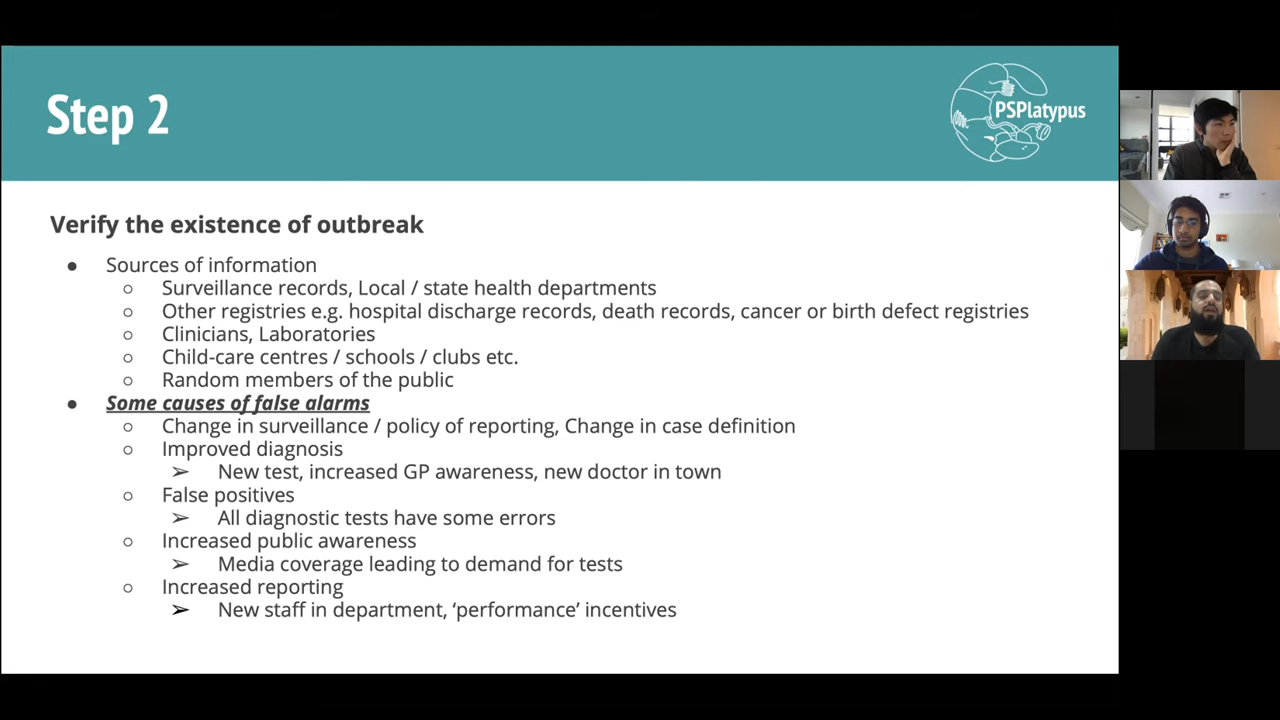 Step 2
PSPlatypus
Verify the existence of outbreak
● Sources of information
○ Surveillance records, Local / state health departments
○ Other registries e.g. hospital discharge records, death records, cancer or birth defect registries
○ Clinicians, Laboratories
○ Child-care centres / schools / clubs etc.
○ Random members of the public
● Some causes of false alarms
○ Change in surveillance / policy of reporting, Change in case definition
○ Improved diagnosis
➢ New test, increased GP awareness, new doctor in town
○ False positives
➢ All diagnostic tests have some errors
○ Increased public awareness
➢ Media coverage leading to demand for tests
○ Increased reporting
➢ New staff in department, ‘performance’ incentives